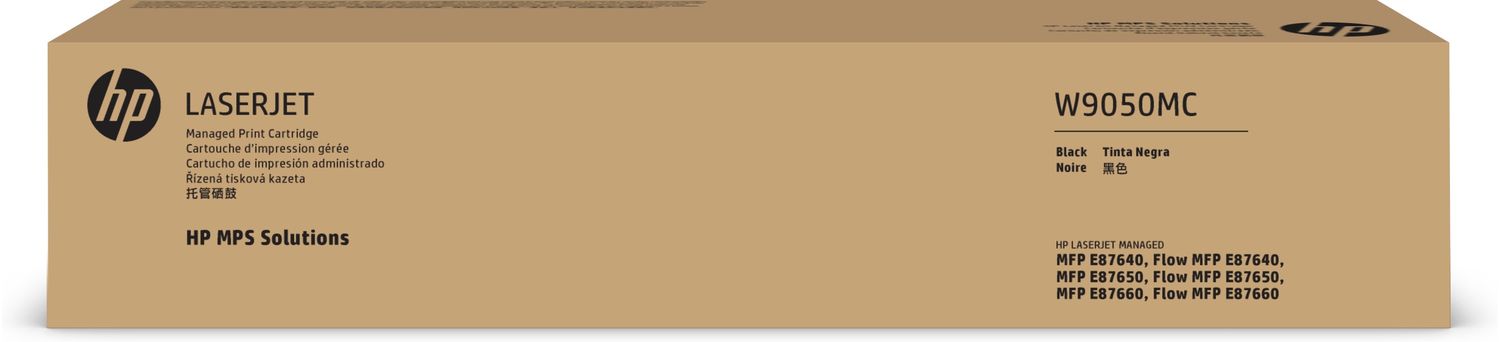 HP MPS Solutions
hp
hp
LASERJET
Managed Print Cartridge
Cartouche d'impression gérée
Cartucho de impresión administrado
Řízená tisková kazeta
托管硒鼓
HP MPS Solutions
W9050MC
Black Tinta Negra
Noire 黑色
HP LASERJET MANAGED
MFP E87640, Flow MFP E87640,
MFP E87650, Flow MFP E87650,
MFP E87660, Flow MFP E87660